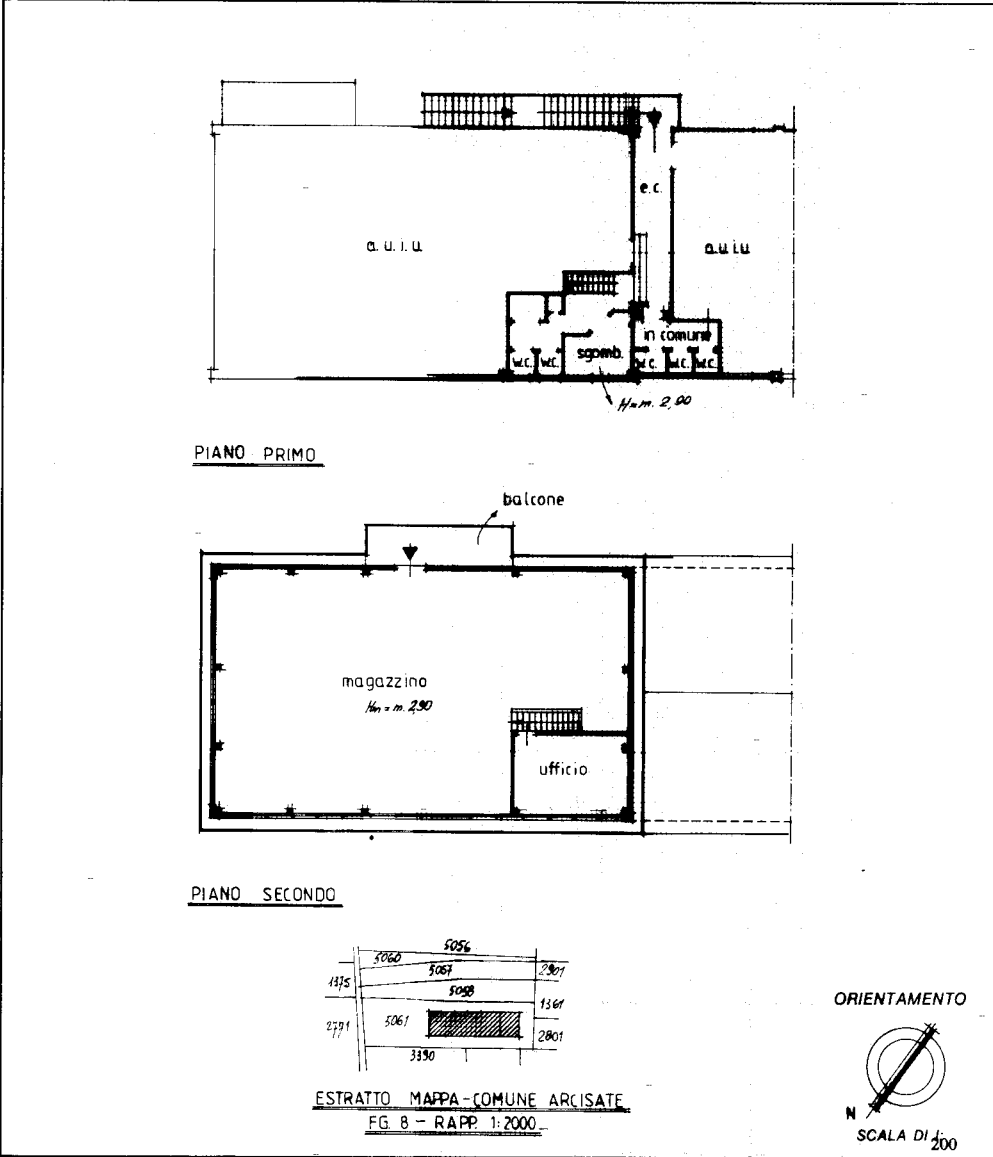 e.c.
a.u.i.u.
a.u.i.u
in comune
sgomb.
w.c. w.c. w.c. w.c. w.c.
H=m. 2,90
PIANO PRIMO
balcone
magazzino
Hm = m. 2,90
ufficio
PIANO SECONDO
5056
5060
5067
2901
1375
5058
1361
2771
5061
2801
3390
ORIENTAMENTO
ESTRATTO MAPPA - COMUNE ARCISATE
FG. 8 - RAPP. 1:2000
N
SCALA DI 1:
200